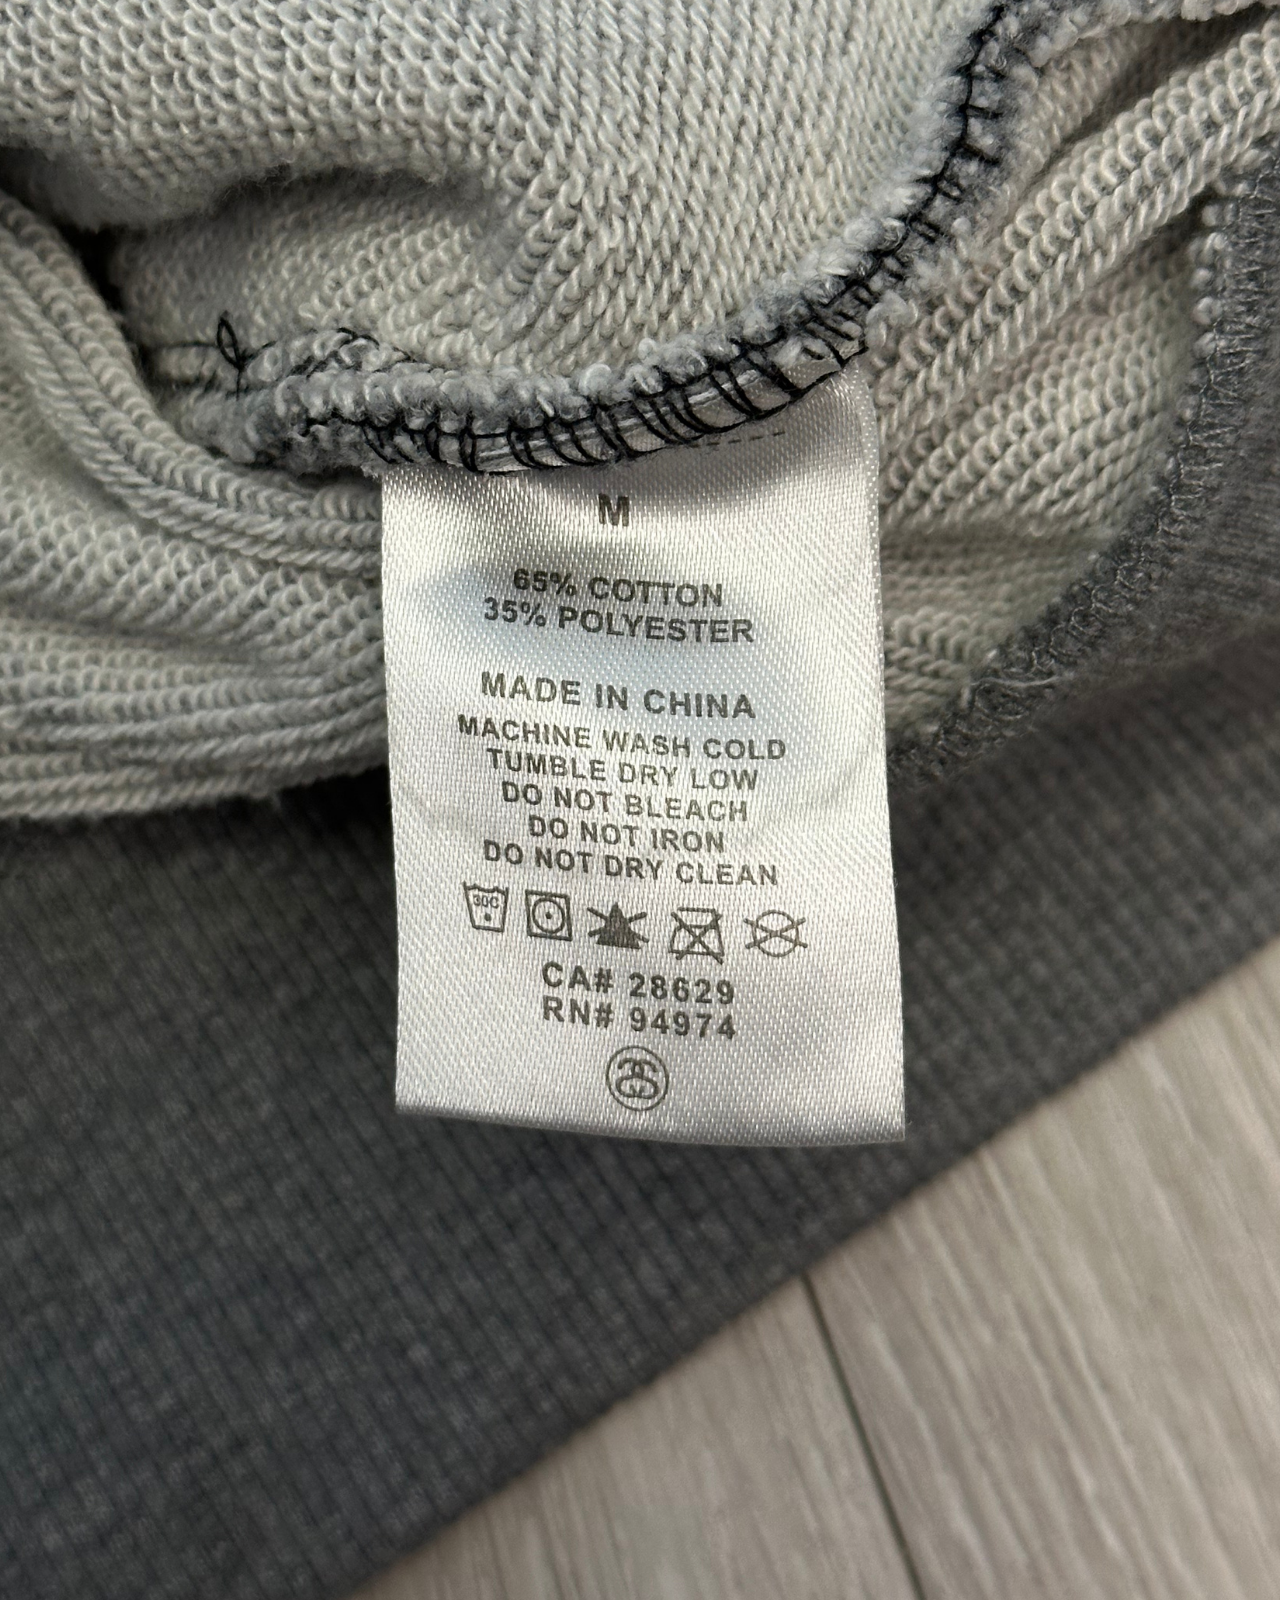 M
65% COTTON
35% POLYESTER
MADE IN CHINA
MACHINE WASH COLD
TUMBLE DRY LOW
DO NOT BLEACH
DO NOT IRON
DO NOT DRY CLEAN
30C
CA# 28629
RN# 94974